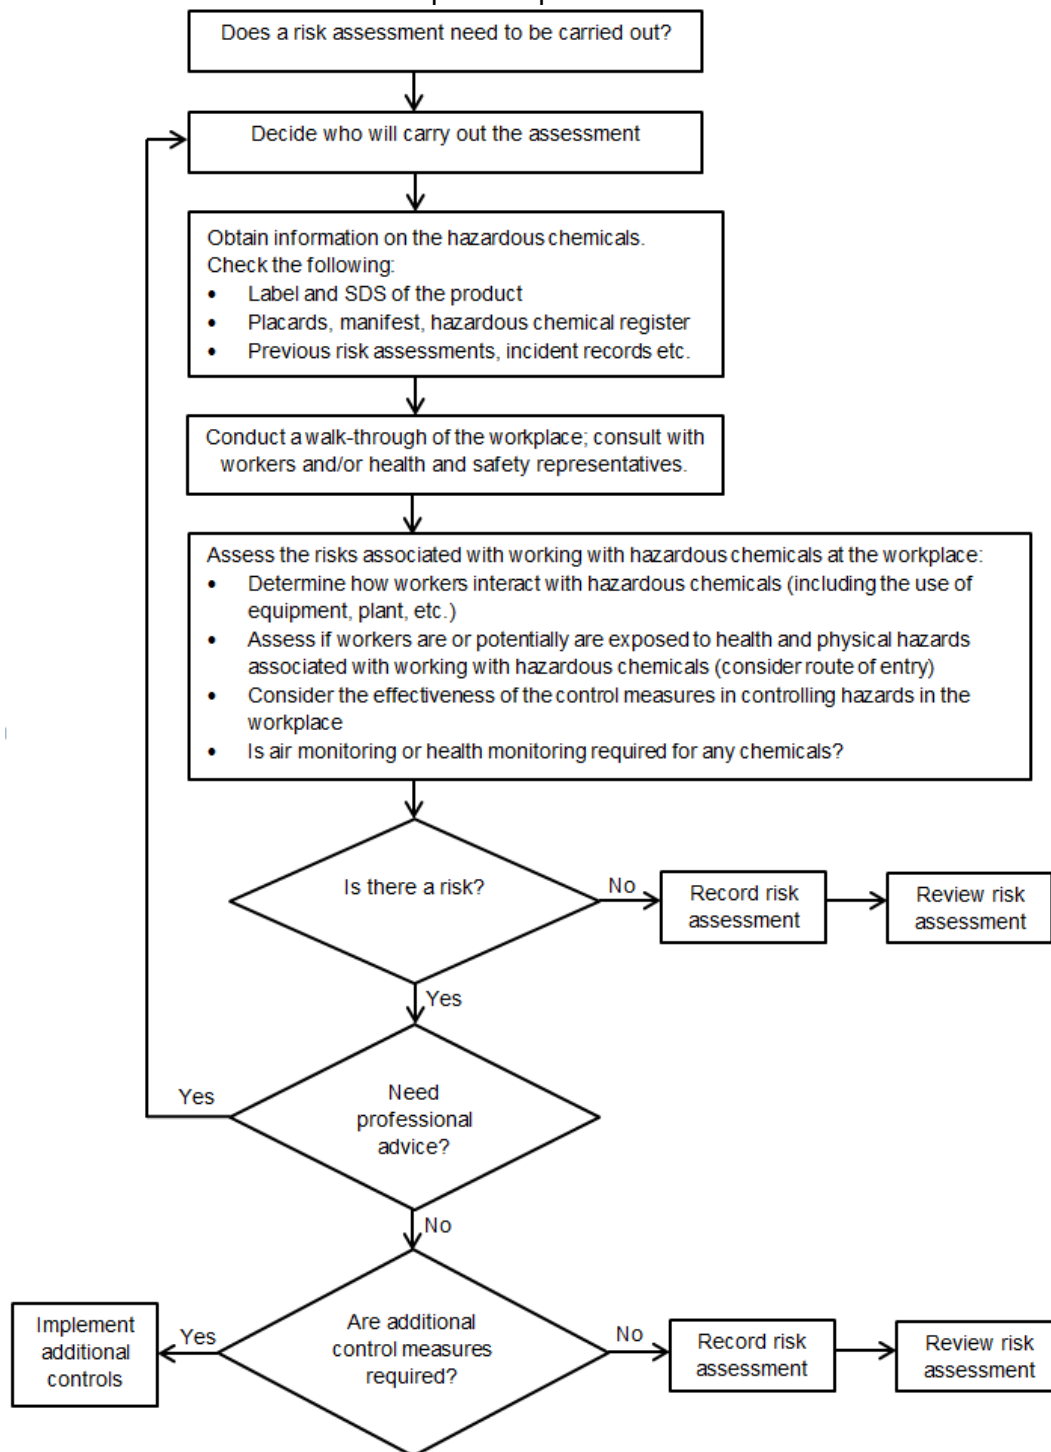 Does a risk assessment need to be carried out?
Decide who will carry out the assessment
Obtain information on the hazardous chemicals.
Check the following:
• Label and SDS of the product
• Placards, manifest, hazardous chemical register
• Previous risk assessments, incident records etc.
Conduct a walk-through of the workplace; consult with
workers and/or health and safety representatives.
Assess the risks associated with working with hazardous chemicals at the workplace:
• Determine how workers interact with hazardous chemicals (including the use of
equipment, plant, etc.)
• Assess if workers are or potentially are exposed to health and physical hazards
associated with working with hazardous chemicals (consider route of entry)
• Consider the effectiveness of the control measures in controlling hazards in the
workplace
• Is air monitoring or health monitoring required for any chemicals?
Is there a risk?
No
Record risk
assessment
Review risk
assessment
Yes
Need
professional
advice?
Yes
No
Are additional
control measures
required?
Yes
Implement
additional
controls
No
Record risk
assessment
Review risk
assessment